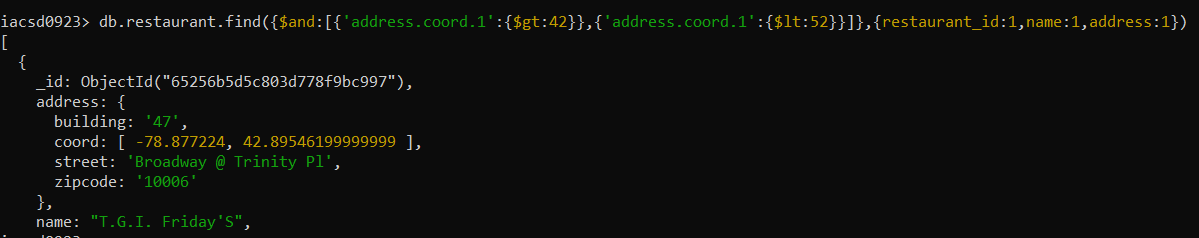 iacsd0923> db.restaurant.find({$and:[{'address.coord.1':{$gt:42}},{'address.coord.1':{$lt:52}}]},{restaurant_id:1,name:1,address:1})
[
  {
    _id: ObjectId("65256b5d5c803d778f9bc997"),
    address: {
      building: '47',
      coord: [ -78.877224, 42.89546199999999 ],
      street: 'Broadway @ Trinity Pl',
      zipcode: '10006'
    },
    name: "T.G.I. Friday'S",